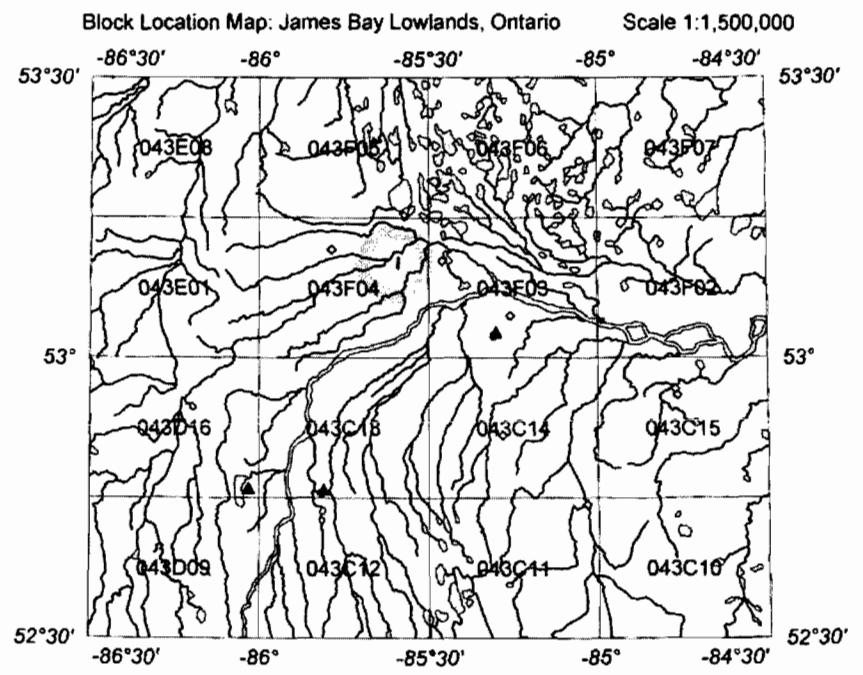 Block Location Map: James Bay Lowlands, Ontario Scale 1:1,500,000
-86°30' -86° -85°30' -85° -84°30'
53°30' 53°30'
043E08 043F05 043F06 043F07
043E01 043F04 043F03 043F02
53° 53°
043D16 043C13 043C14 043C15
043D09 043C12 043C11 043C10
52°30' 52°30'
-86°30' -86° -85°30' -85° -84°30'